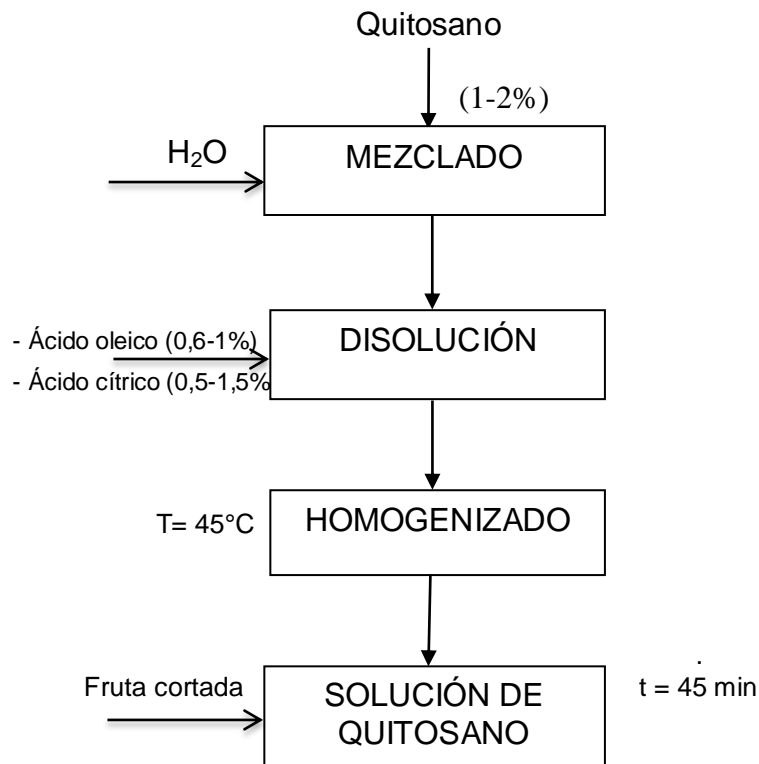 Quitosano
(1-2%)
H₂O
MEZCLADO
- Ácido oleico (0,6-1%)
DISOLUCIÓN
- Ácido cítrico (0,5-1,5%
T= 45°C
HOMOGENIZADO
Fruta cortada
SOLUCIÓN DE
QUITOSANO
.
t = 45 min